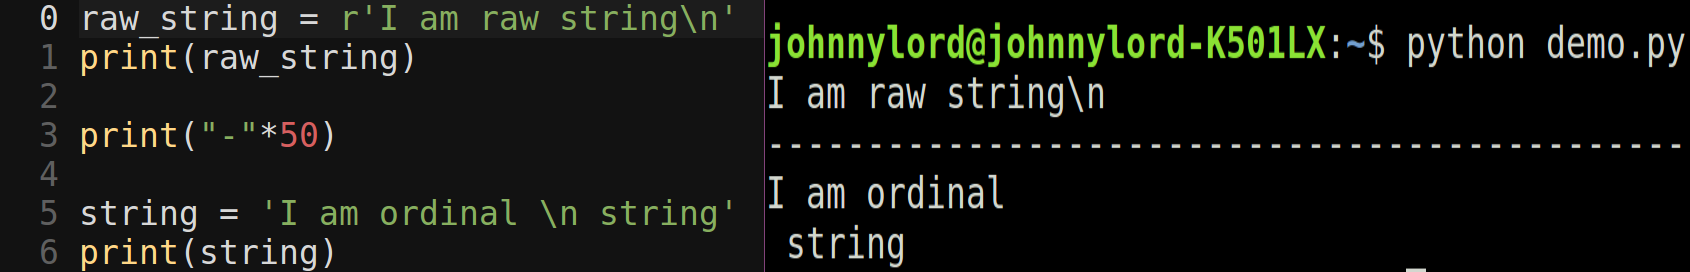 0 raw_string = r'I am raw string\n'
1 print(raw_string)
2
3 print("-"*50)
4
5 string = 'I am ordinal \n string'
6 print(string)
johnnylord@johnnylord-K501LX:~$ python demo.py
I am raw string\n
----------------------------------------------
I am ordinal
 string